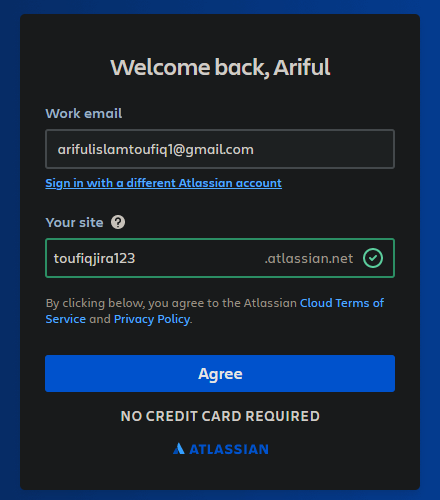 Welcome back, Ariful
Work email
arifulislamtoufiq1@gmail.com
Sign in with a different Atlassian account
Your site ?
toufiqjira123 .atlassian.net
By clicking below, you agree to the Atlassian Cloud Terms of
Service and Privacy Policy.
Agree
NO CREDIT CARD REQUIRED
ATLASSIAN